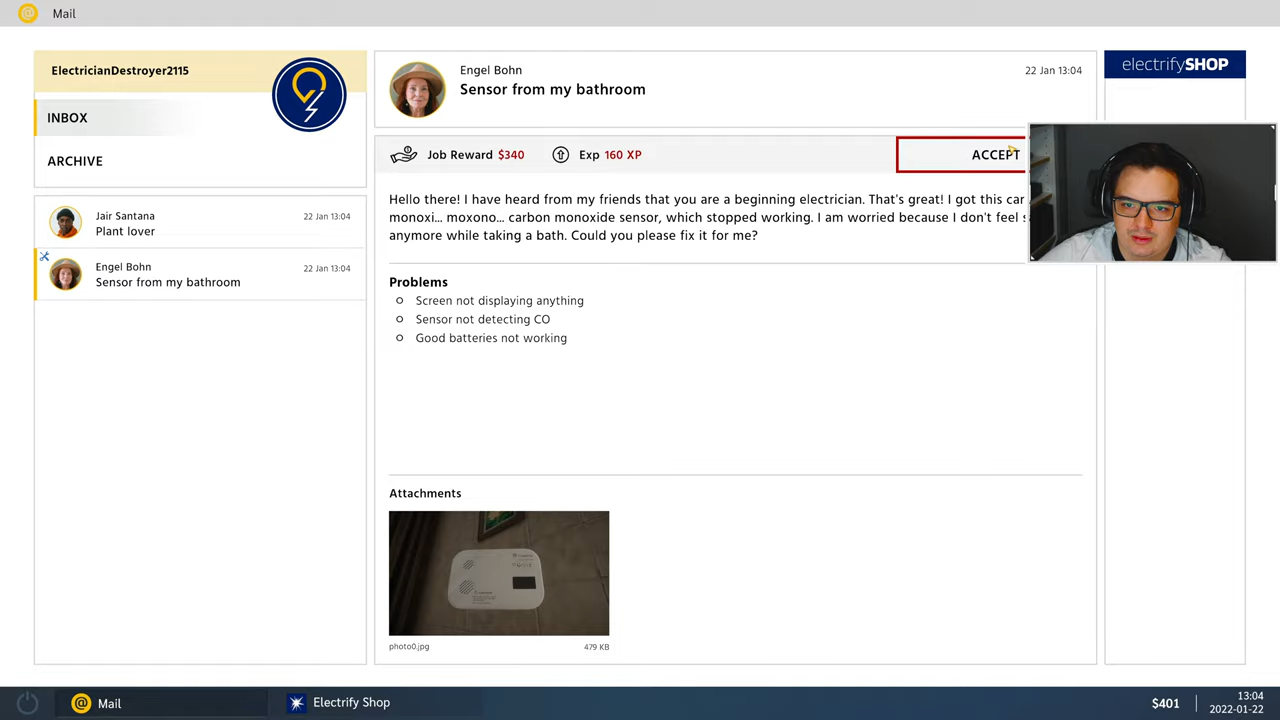 Mail
ElectricianDestroyer2115
INBOX
ARCHIVE
Jair Santana
22 Jan 13:04
Plant lover
Engel Bohn
22 Jan 13:04
Sensor from my bathroom
Engel Bohn
22 Jan 13:04
Sensor from my bathroom
Job Reward $340
Exp 160 XP
ACCEPT
Hello there! I have heard from my friends that you are a beginning electrician. That's great! I got this car
monoxi... mocono... carbon monoxide sensor, which stopped working. I am worried because I don't feel s
anymore while taking a bath. Could you please fix it for me?
Problems
Screen not displaying anything
Sensor not detecting CO
Good batteries not working
Attachments
photo0.jpg
479 KB
electrifySHOP
Mail
Electrify Shop
$401
13:04
2022-01-22